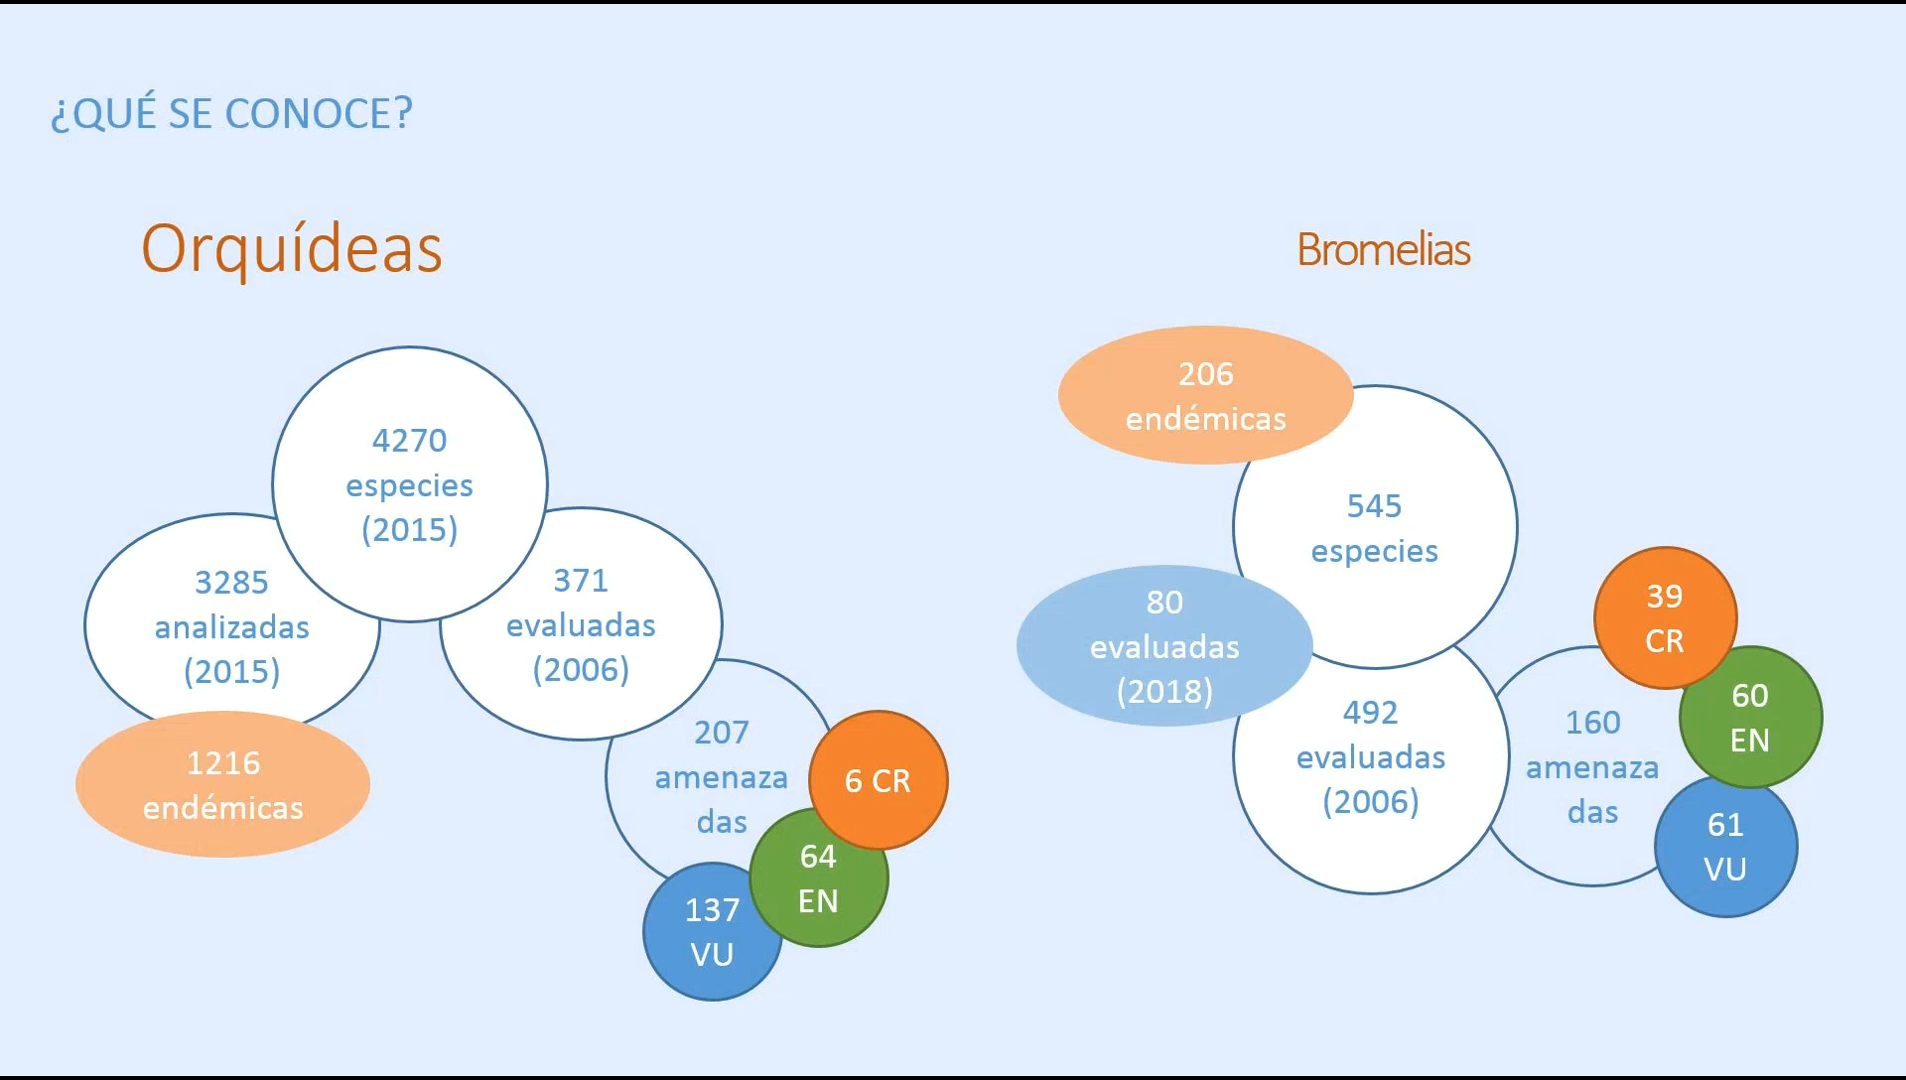 ¿QUÉ SE CONOCE?
Orquídeas
4270
especies
(2015)
3285
analizadas
(2015)
371
evaluadas
(2006)
1216
endémicas
207
amenaza
das
6 CR
64
EN
137
VU
Bromelias
206
endémicas
545
especies
80
evaluadas
(2018)
492
evaluadas
(2006)
160
amenaza
das
39
CR
60
EN
61
VU